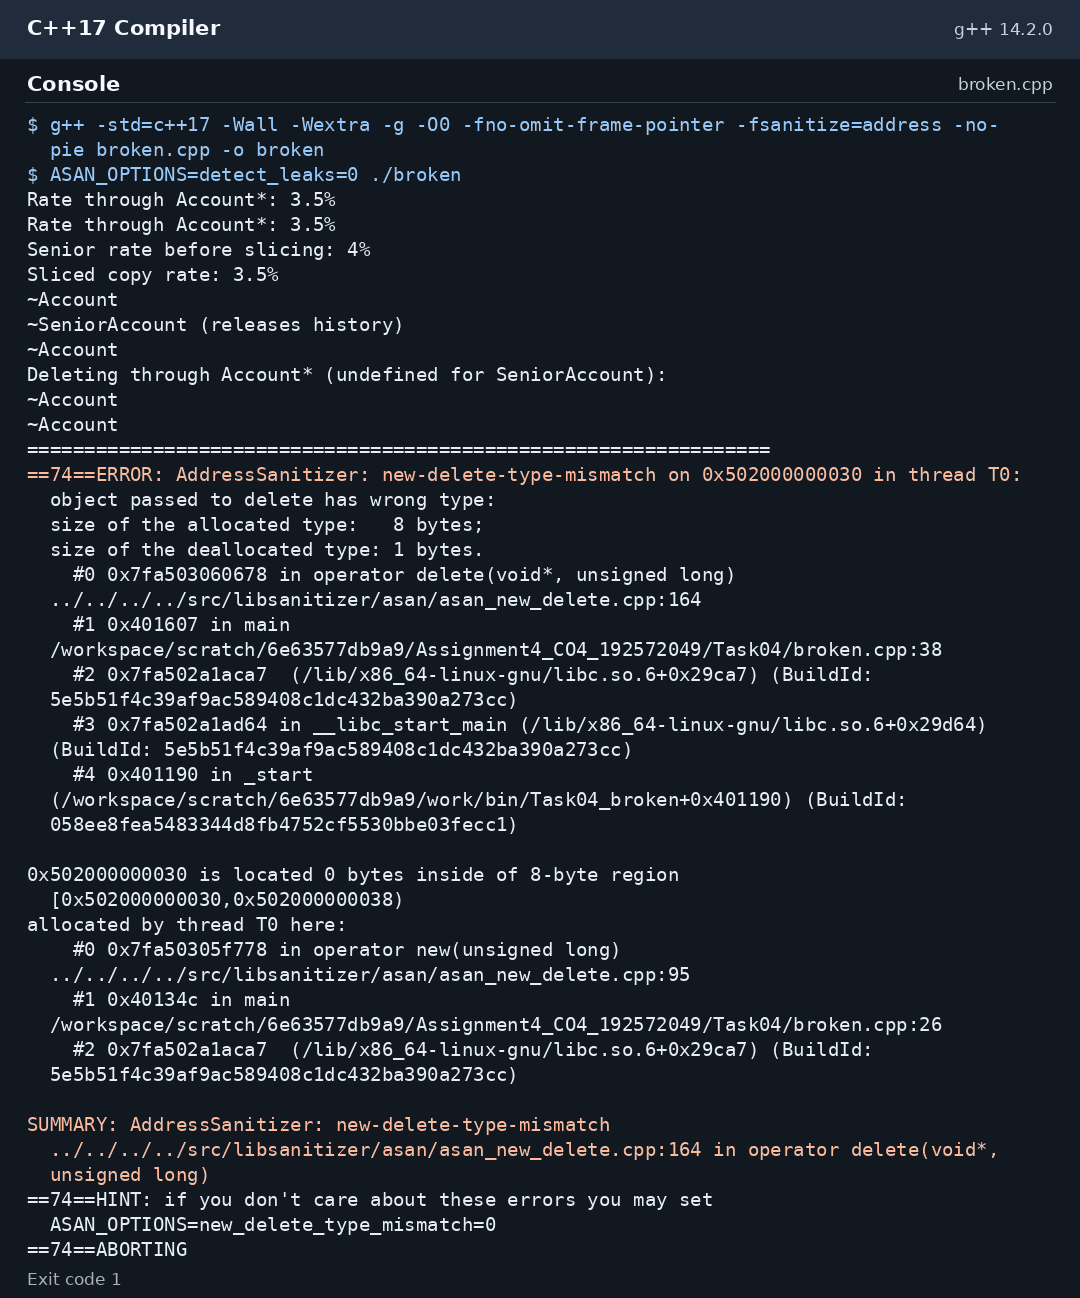 C++17 Compiler
g++ 14.2.0
Console
broken.cpp
$ g++ -std=c++17 -Wall -Wextra -g -O0 -fno-omit-frame-pointer -fsanitize=address -no-
pie broken.cpp -o broken
$ ASAN_OPTIONS=detect_leaks=0 ./broken
Rate through Account*: 3.5%
Rate through Account*: 3.5%
Senior rate before slicing: 4%
Sliced copy rate: 3.5%
~Account
~SeniorAccount (releases history)
~Account
Deleting through Account* (undefined for SeniorAccount):
~Account
~Account
=================================================================
==74==ERROR: AddressSanitizer: new-delete-type-mismatch on 0x502000000030 in thread T0:
object passed to delete has wrong type:
size of the allocated type:   8 bytes;
size of the deallocated type: 1 bytes.
#0 0x7fa503060678 in operator delete(void*, unsigned long)
../../../../src/libsanitizer/asan/asan_new_delete.cpp:164
#1 0x401607 in main
/workspace/scratch/6e63577db9a9/Assignment4_CO4_192572049/Task04/broken.cpp:38
#2 0x7fa502a1aca7  (/lib/x86_64-linux-gnu/libc.so.6+0x29ca7) (BuildId:
5e5b51f4c39af9ac589408c1dc432ba390a273cc)
#3 0x7fa502a1ad64 in __libc_start_main (/lib/x86_64-linux-gnu/libc.so.6+0x29d64)
(BuildId: 5e5b51f4c39af9ac589408c1dc432ba390a273cc)
#4 0x401190 in _start
(/workspace/scratch/6e63577db9a9/work/bin/Task04_broken+0x401190) (BuildId:
058ee8fea5483344d8fb4752cf5530bbe03fecc1)
0x502000000030 is located 0 bytes inside of 8-byte region
[0x502000000030,0x502000000038)
allocated by thread T0 here:
#0 0x7fa50305f778 in operator new(unsigned long)
../../../../src/libsanitizer/asan/asan_new_delete.cpp:95
#1 0x40134c in main
/workspace/scratch/6e63577db9a9/Assignment4_CO4_192572049/Task04/broken.cpp:26
#2 0x7fa502a1aca7  (/lib/x86_64-linux-gnu/libc.so.6+0x29ca7) (BuildId:
5e5b51f4c39af9ac589408c1dc432ba390a273cc)
SUMMARY: AddressSanitizer: new-delete-type-mismatch
../../../../src/libsanitizer/asan/asan_new_delete.cpp:164 in operator delete(void*,
unsigned long)
==74==HINT: if you don't care about these errors you may set
ASAN_OPTIONS=new_delete_type_mismatch=0
==74==ABORTING
Exit code 1